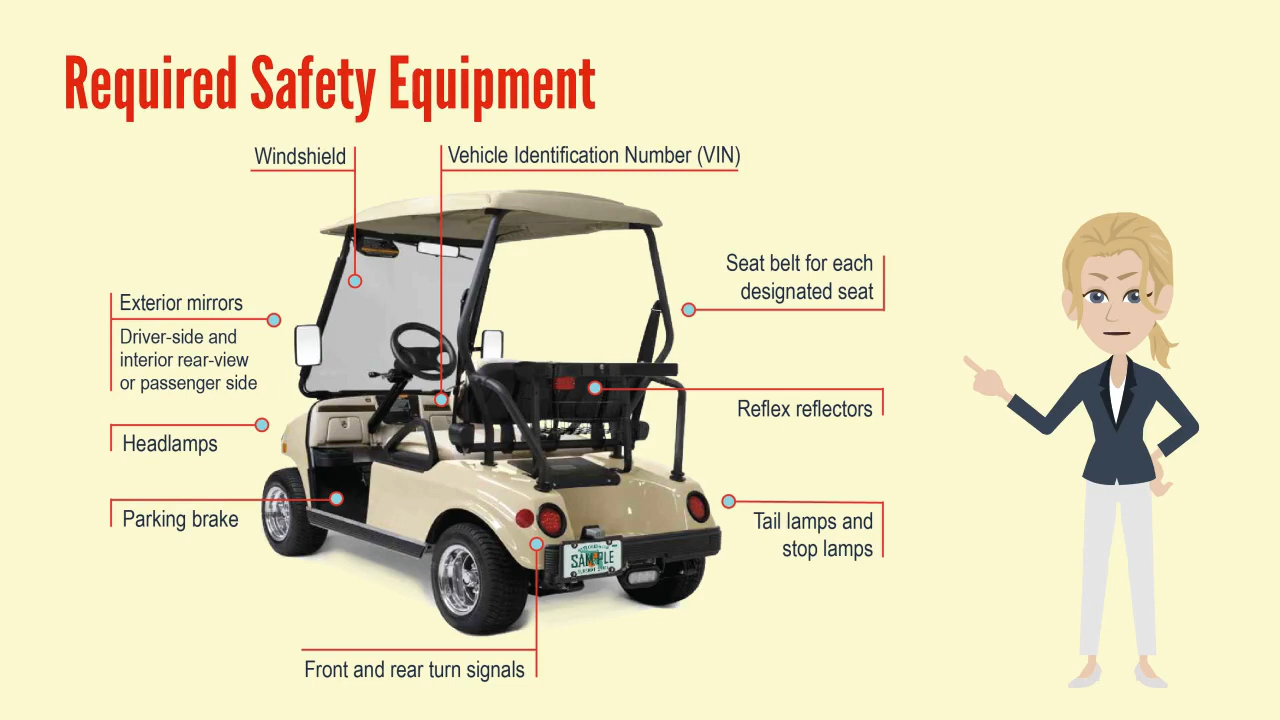 Required Safety Equipment
Windshield
Vehicle Identification Number (VIN)
Seat belt for each
designated seat
Exterior mirrors
Driver-side and
interior rear-view
or passenger side
Reflex reflectors
Headlamps
Parking brake
Tail lamps and
stop lamps
SAMPLE
Front and rear turn signals